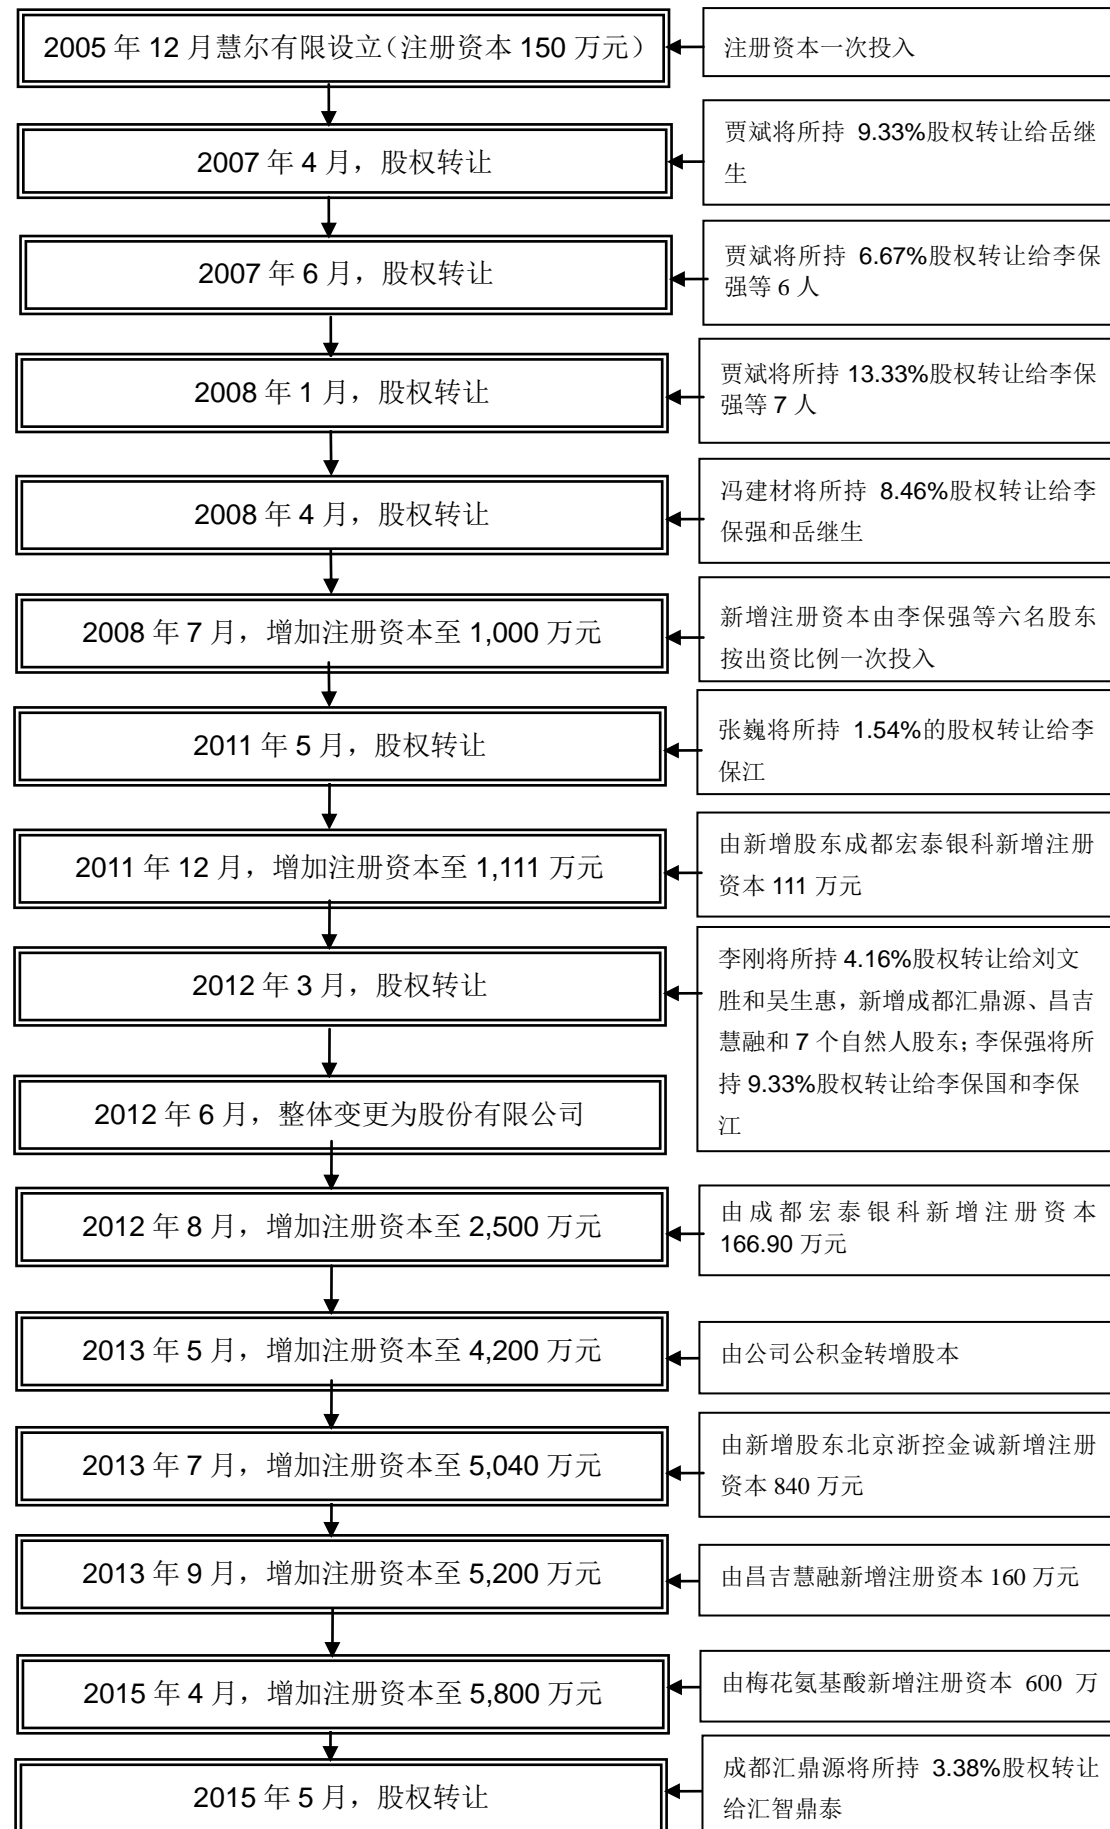 2005 年 12 月慧尔有限设立（注册资本 150 万元）
注册资本一次投入
2007 年 4 月，股权转让
贾斌将所持 9.33%股权转让给岳继
生
2007 年 6 月，股权转让
贾斌将所持 6.67%股权转让给李保
强等 6 人
2008 年 1 月，股权转让
贾斌将所持 13.33%股权转让给李保
强等 7 人
2008 年 4 月，股权转让
冯建材将所持 8.46%股权转让给李
保强和岳继生
2008 年 7 月，增加注册资本至 1,000 万元
新增注册资本由李保强等六名股东
按出资比例一次投入
2011 年 5 月，股权转让
张巍将所持 1.54%的股权转让给李
保江
2011 年 12 月，增加注册资本至 1,111 万元
由新增股东成都宏泰银科新增注册
资本 111 万元
2012 年 3 月，股权转让
李刚将所持 4.16%股权转让给刘文
胜和吴生惠，新增成都汇鼎源、昌吉
慧融和 7 个自然人股东；李保强将所
持 9.33%股权转让给李保国和李保
江
2012 年 6 月，整体变更为股份有限公司
2012 年 8 月，增加注册资本至 2,500 万元
由成都宏泰银科新增注册资本
166.90 万元
2013 年 5 月，增加注册资本至 4,200 万元
由公司公积金转增股本
2013 年 7 月，增加注册资本至 5,040 万元
由新增股东北京浙控金诚新增注册
资本 840 万元
2013 年 9 月，增加注册资本至 5,200 万元
由昌吉慧融新增注册资本 160 万元
2015 年 4 月，增加注册资本至 5,800 万元
由梅花氨基酸新增注册资本 600 万
2015 年 5 月，股权转让
成都汇鼎源将所持 3.38%股权转让
给汇智鼎泰